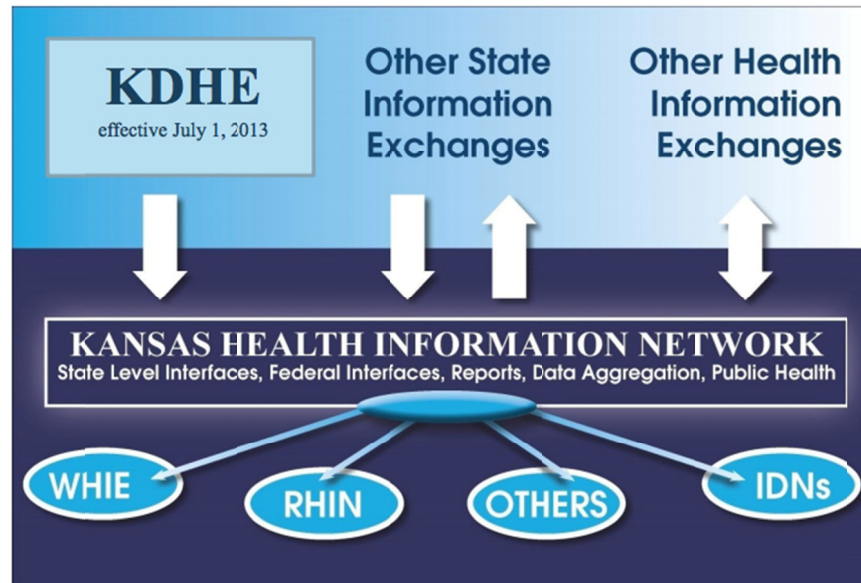 KDHE
effective July 1, 2013
Other State
Information
Exchanges
Other Health
Information
Exchanges
KANSAS HEALTH INFORMATION NETWORK
State Level Interfaces, Federal Interfaces, Reports, Data Aggregation, Public Health
WHIE
RHIN
OTHERS
IDNs